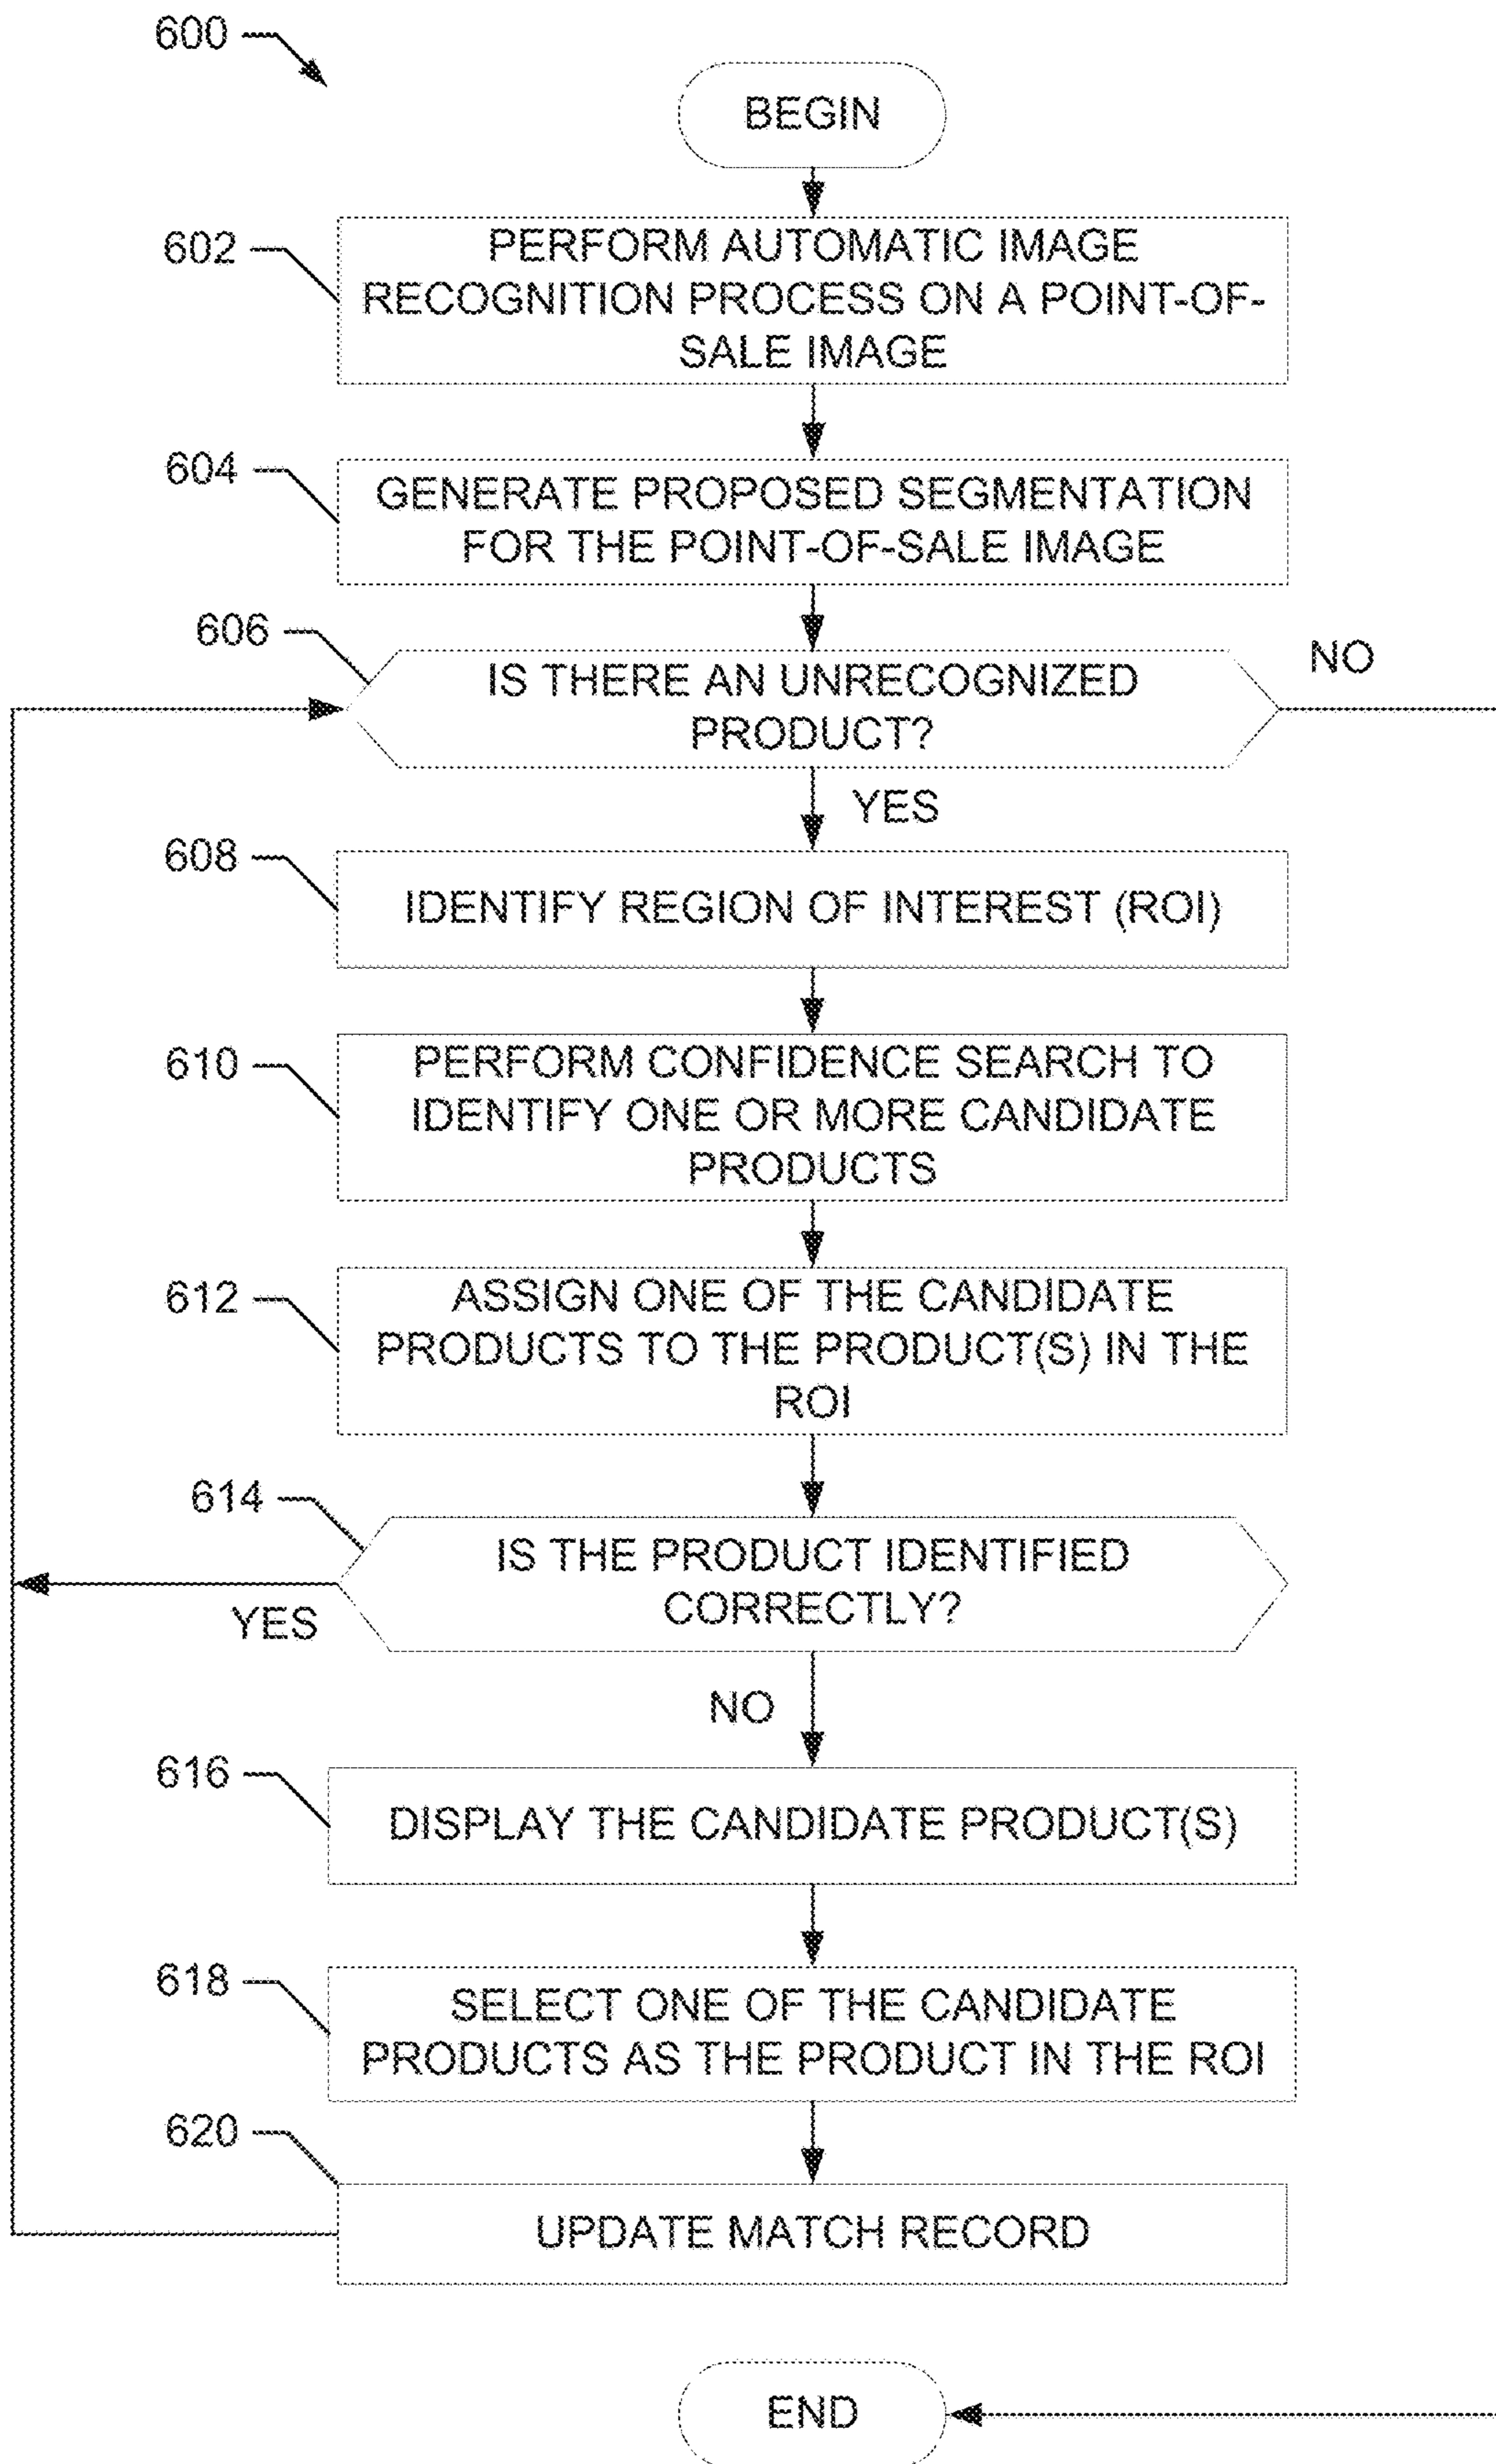 600
BEGIN
602
PERFORM AUTOMATIC IMAGE
RECOGNITION PROCESS ON A POINT-OF-
SALE IMAGE
604
GENERATE PROPOSED SEGMENTATION
FOR THE POINT-OF-SALE IMAGE
606
IS THERE AN UNRECOGNIZED
PRODUCT?
NO
YES
608
IDENTIFY REGION OF INTEREST (ROI)
610
PERFORM CONFIDENCE SEARCH TO
IDENTIFY ONE OR MORE CANDIDATE
PRODUCTS
612
ASSIGN ONE OF THE CANDIDATE
PRODUCTS TO THE PRODUCT(S) IN THE
ROI
614
IS THE PRODUCT IDENTIFIED
CORRECTLY?
YES
NO
616
DISPLAY THE CANDIDATE PRODUCT(S)
618
SELECT ONE OF THE CANDIDATE
PRODUCTS AS THE PRODUCT IN THE ROI
620
UPDATE MATCH RECORD
END